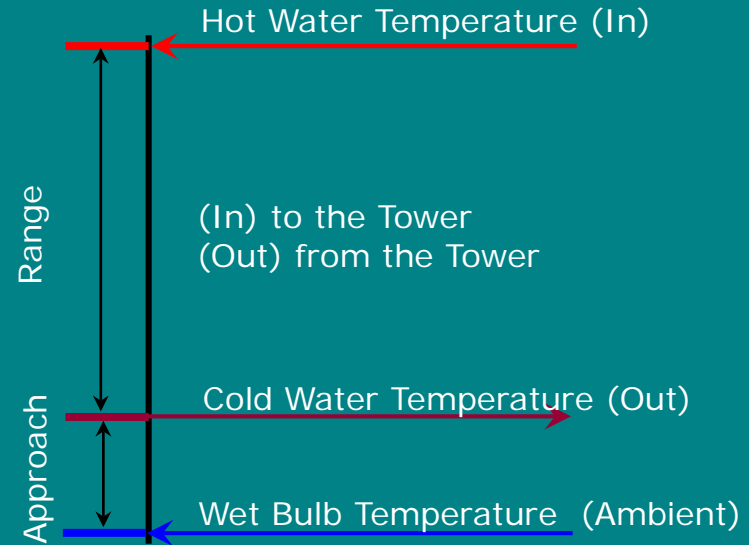 Hot Water Temperature (In)
Range
(In) to the Tower
(Out) from the Tower
Cold Water Temperature (Out)
Approach
Wet Bulb Temperature (Ambient)